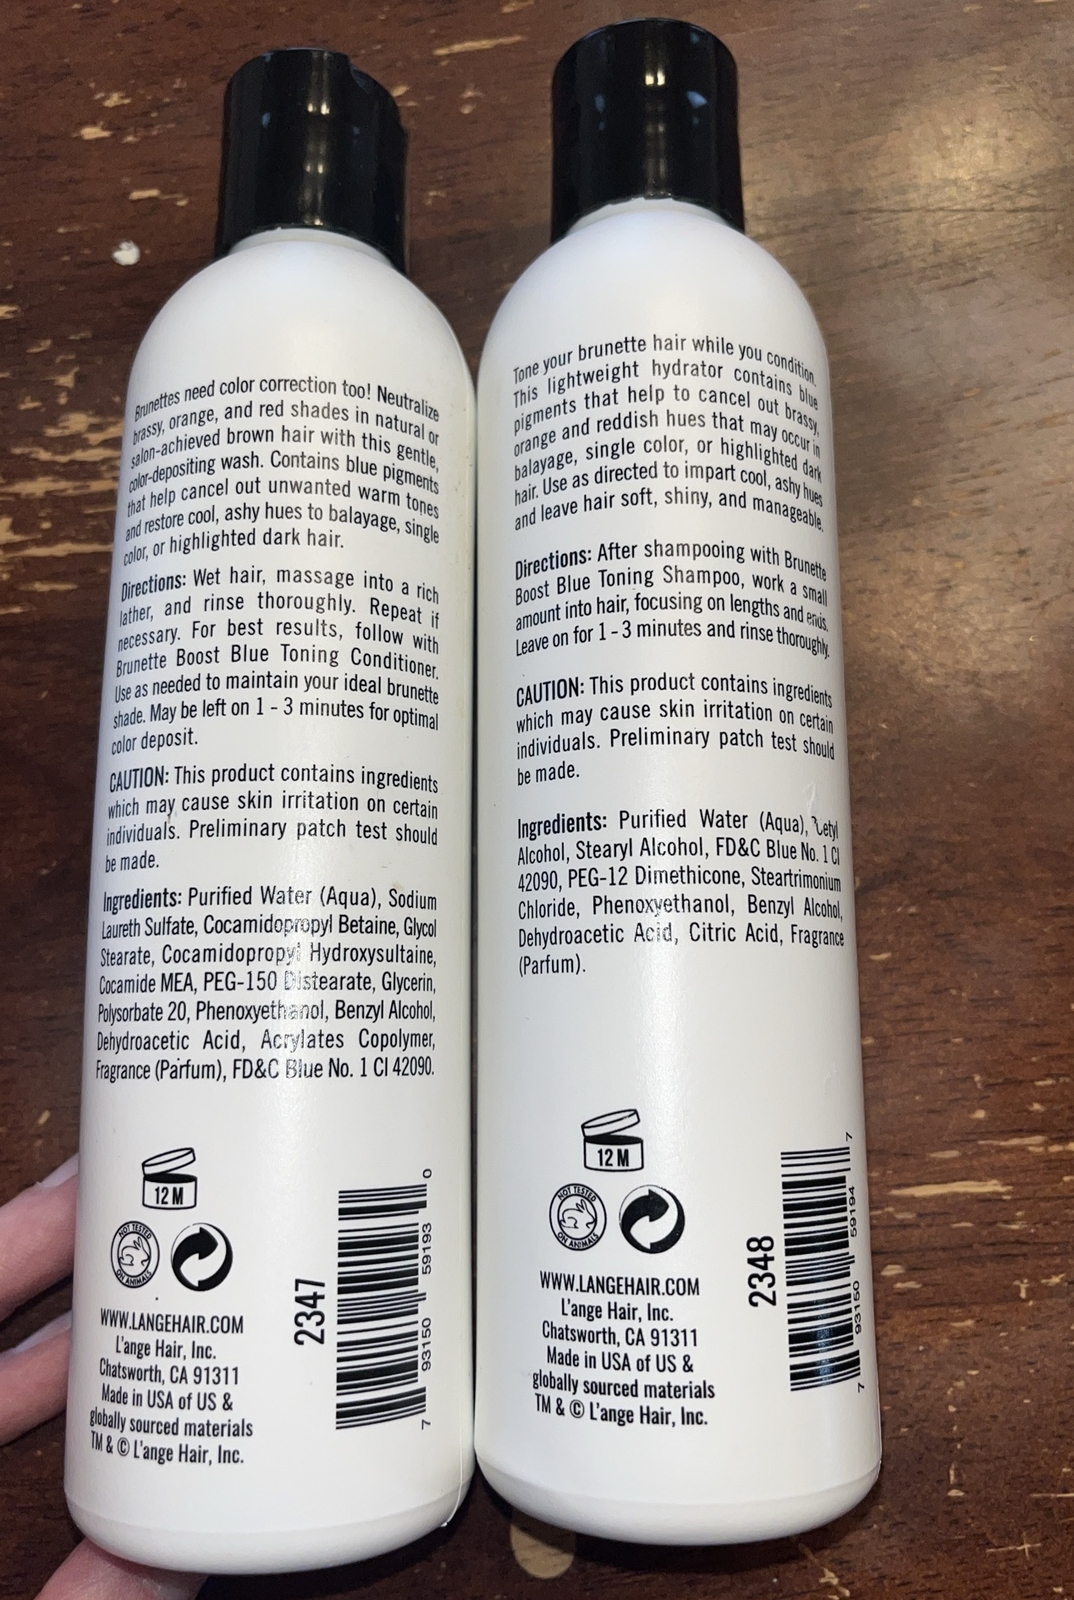 Brunettes need color correction too! Neutralize
brassy, orange, and red shades in natural or
salon-achieved brown hair with this gentle,
color-depositing wash. Contains blue pigments
that help cancel out unwanted warm tones
and restore cool, ashy hues to balayage, single
color, or highlighted dark hair.
Directions: Wet hair, massage into a rich
lather, and rinse thoroughly. Repeat if
necessary. For best results, follow with
Brunette Boost Blue Toning Conditioner.
Use as needed to maintain your ideal brunette
shade. May be left on 1 - 3 minutes for optimal
color deposit.
CAUTION: This product contains ingredients
which may cause skin irritation on certain
individuals. Preliminary patch test should
be made.
Ingredients: Purified Water (Aqua), Sodium
Laureth Sulfate, Cocamidopropyl Betaine, Glycol
Stearate, Cocamidopropyl Hydroxysultaine,
Cocamide MEA, PEG-150 Distearate, Glycerin,
Polysorbate 20, Phenoxyethanol, Benzyl Alcohol,
Dehydroacetic Acid, Acrylates Copolymer,
Fragrance (Parfum), FD&C Blue No. 1 CI 42090.
12 M
NOT TESTED
ON ANIMALS
WWW.LANGEHAIR.COM
L'ange Hair, Inc.
Chatsworth, CA 91311
Made in USA of US &
globally sourced materials
TM & © L'ange Hair, Inc.
2347
7 93150 59193 0
Tone your brunette hair while you condition.
This lightweight hydrator contains blue
pigments that help to cancel out brassy,
orange and reddish hues that may occur in
balayage, single color, or highlighted dark
hair. Use as directed to impart cool, ashy hues
and leave hair soft, shiny, and manageable.
Directions: After shampooing with Brunette
Boost Blue Toning Shampoo, work a small
amount into hair, focusing on lengths and ends.
Leave on for 1 - 3 minutes and rinse thoroughly.
CAUTION: This product contains ingredients
which may cause skin irritation on certain
individuals. Preliminary patch test should
be made.
Ingredients: Purified Water (Aqua), Cetyl
Alcohol, Stearyl Alcohol, FD&C Blue No. 1 CI
42090, PEG-12 Dimethicone, Steartrimonium
Chloride, Phenoxyethanol, Benzyl Alcohol,
Dehydroacetic Acid, Citric Acid, Fragrance
(Parfum).
12 M
NOT TESTED
ON ANIMALS
WWW.LANGEHAIR.COM
L'ange Hair, Inc.
Chatsworth, CA 91311
Made in USA of US &
globally sourced materials
TM & © L'ange Hair, Inc.
2348
7 93150 59194 7